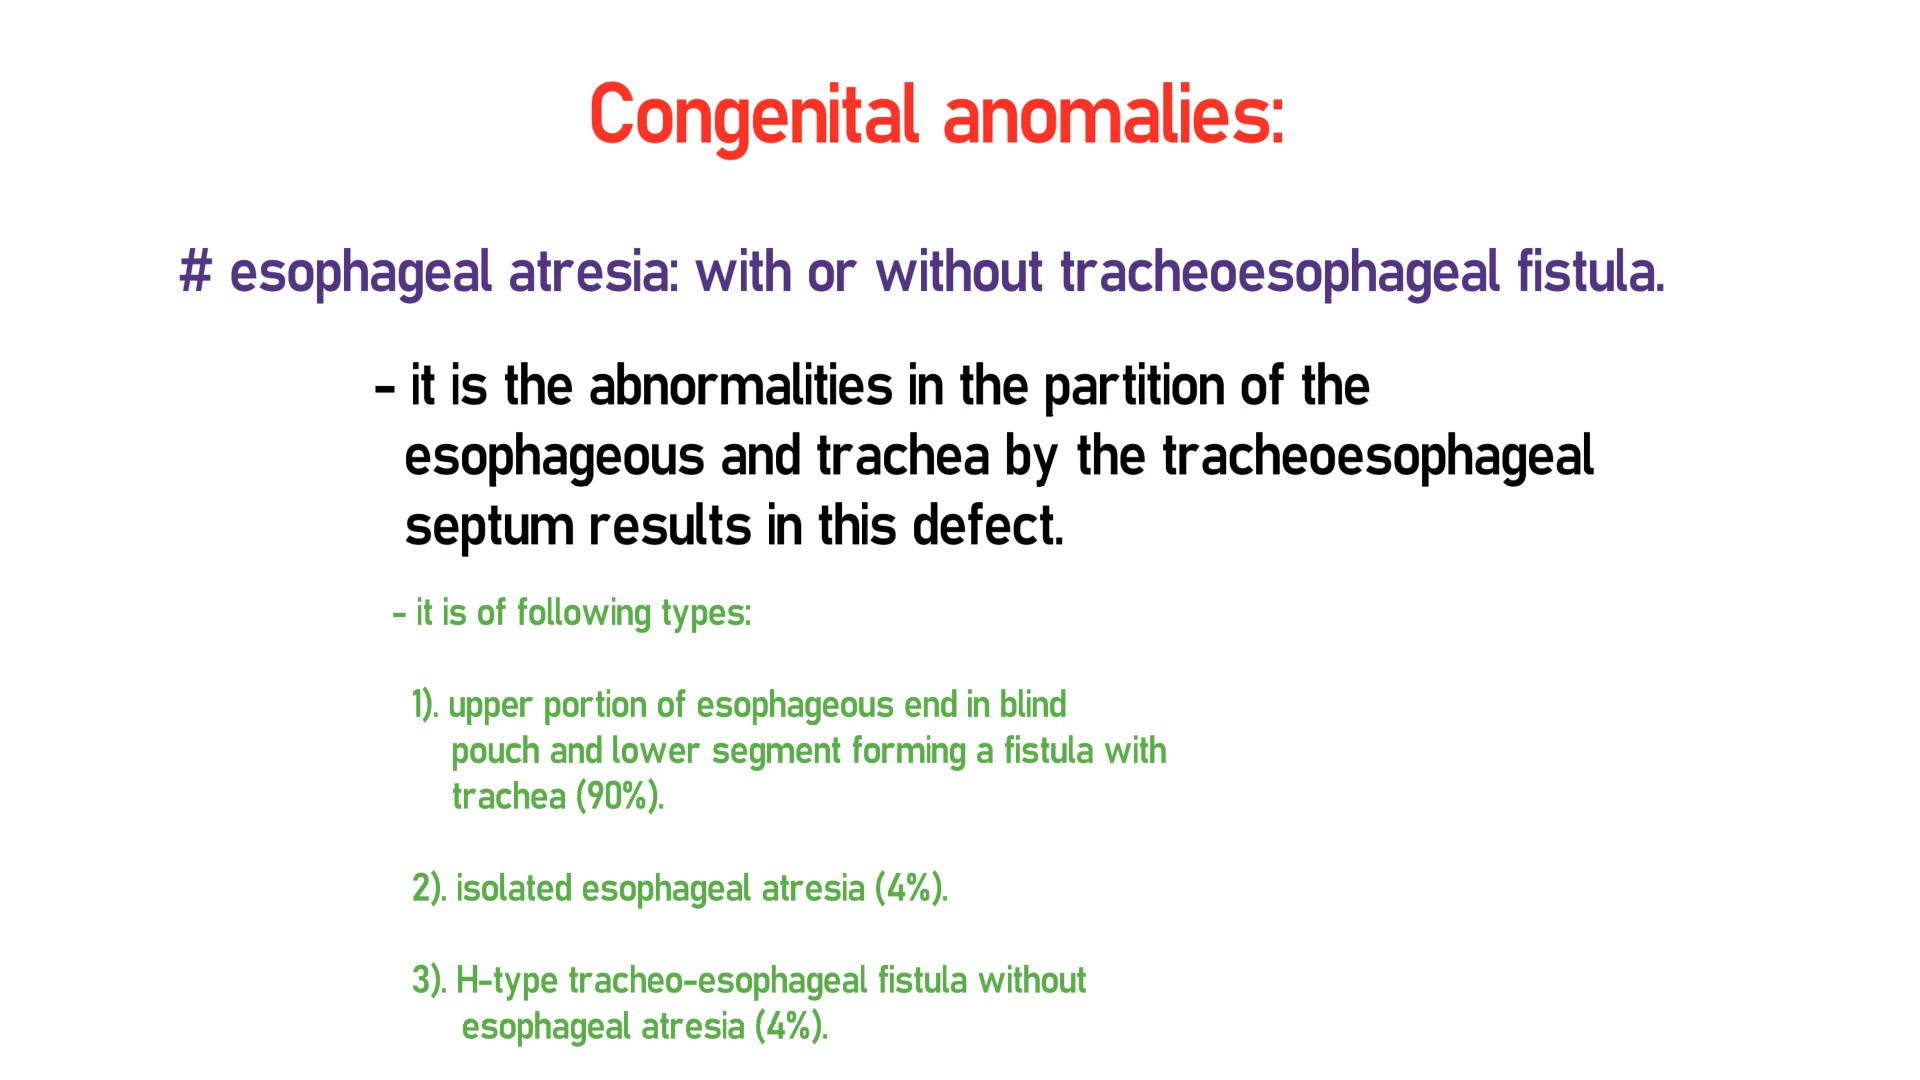 Congenital anomalies:
# esophageal atresia: with or without tracheoesophageal fistula.
- it is the abnormalities in the partition of the
esophageous and trachea by the tracheoesophageal
septum results in this defect.
- it is of following types:
1). upper portion of esophageous end in blind
pouch and lower segment forming a fistula with
trachea (90%).
2). isolated esophageal atresia (4%).
3). H-type tracheo-esophageal fistula without
esophageal atresia (4%).